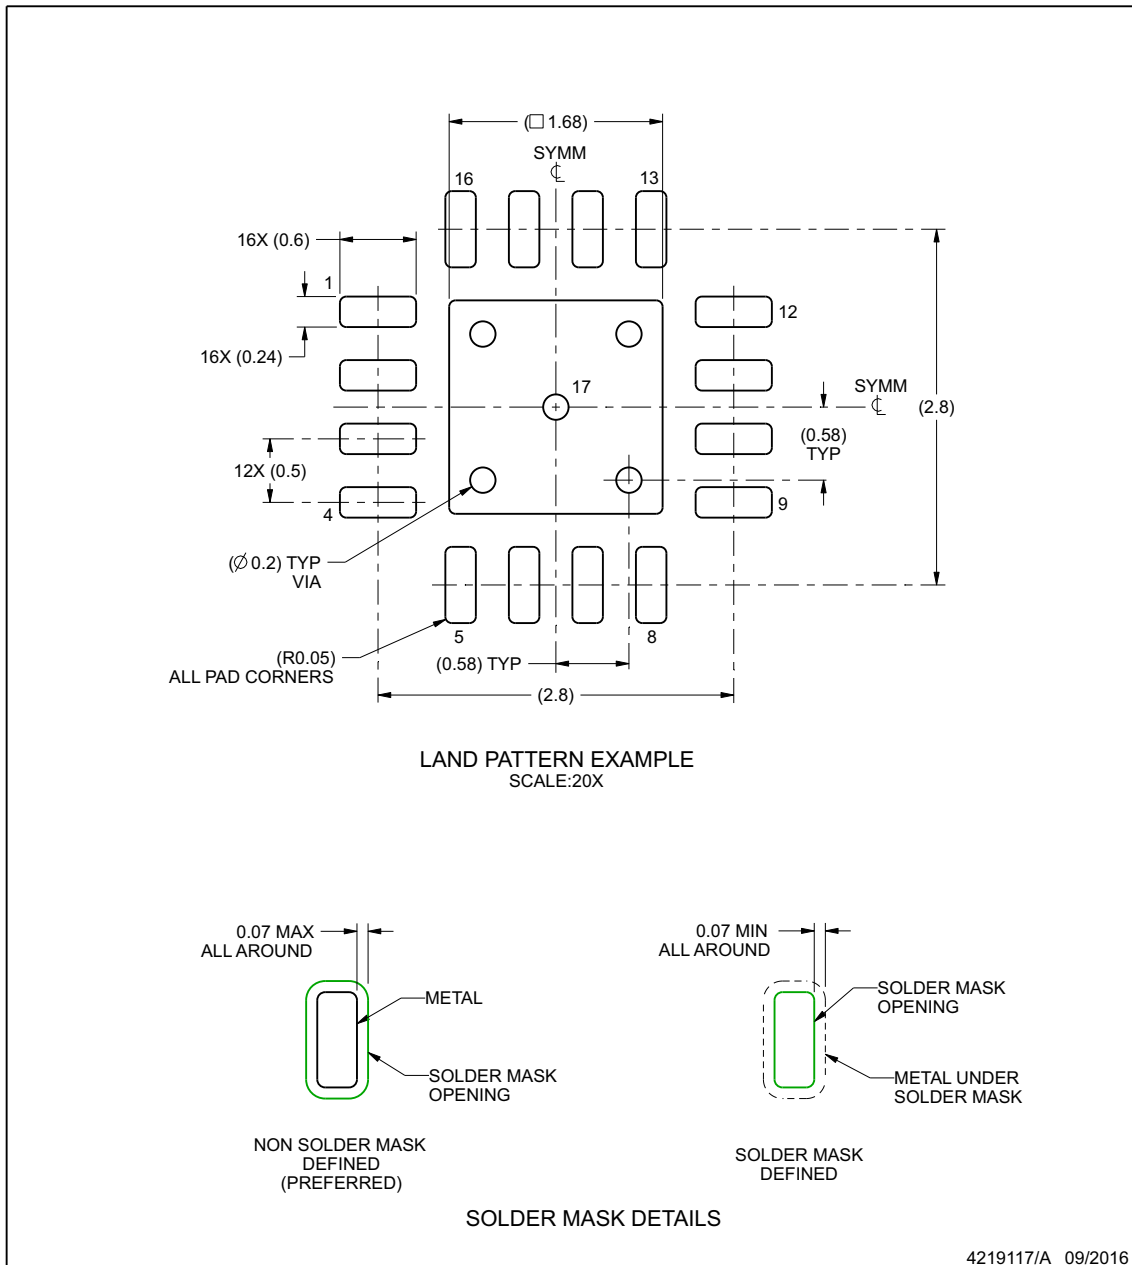 (□ 1.68)
SYMM
℄
16
13
16X (0.6)
1
12
16X (0.24)
17
SYMM
℄
(2.8)
(0.58)
TYP
12X (0.5)
4
9
(Ø 0.2) TYP
VIA
5
8
(R0.05)
ALL PAD CORNERS
(0.58) TYP
(2.8)
LAND PATTERN EXAMPLE
SCALE:20X
0.07 MAX
ALL AROUND
METAL
SOLDER MASK
OPENING
NON SOLDER MASK
DEFINED
(PREFERRED)
0.07 MIN
ALL AROUND
SOLDER MASK
OPENING
METAL UNDER
SOLDER MASK
SOLDER MASK
DEFINED
SOLDER MASK DETAILS
4219117/A 09/2016